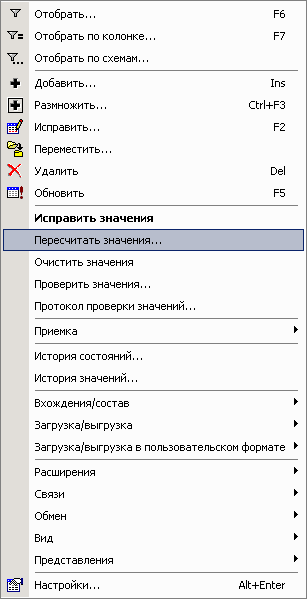 Отобрать... F6
Отобрать по колонке... F7
Отобрать по схемам...
Добавить... Ins
Размножить... Ctrl+F3
Исправить... F2
Переместить...
Удалить Del
Обновить F5
Исправить значения
Пересчитать значения...
Очистить значения
Проверить значения...
Протокол проверки значений...
Приемка
История состояний...
История значений...
Вхождения/состав
Загрузка/выгрузка
Загрузка/выгрузка в пользовательском формате
Расширения
Связи
Обмен
Вид
Представления
Настройки... Alt+Enter